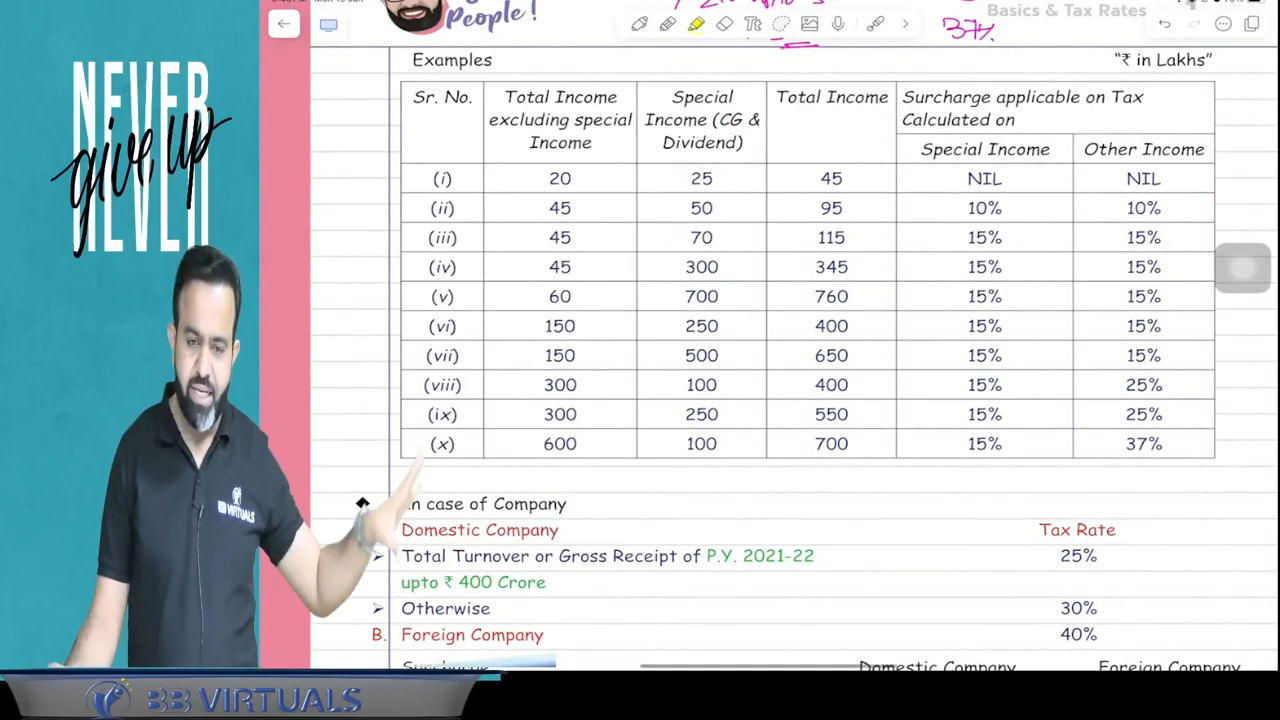 People!
Basics & Tax Rates
37%
NEVER
give up
NEVER
Examples
"₹ in Lakhs"
Sr. No. Total Income excluding special Income Special Income (CG & Dividend) Total Income Surcharge applicable on Tax Calculated on
Special Income Other Income
(i) 20 25 45 NIL NIL
(ii) 45 50 95 10% 10%
(iii) 45 70 115 15% 15%
(iv) 45 300 345 15% 15%
(v) 60 700 760 15% 15%
(vi) 150 250 400 15% 15%
(vii) 150 500 650 15% 15%
(viii) 300 100 400 15% 25%
(ix) 300 250 550 15% 25%
(x) 600 100 700 15% 37%
In case of Company
Domestic Company Tax Rate
Total Turnover or Gross Receipt of P.Y. 2021-22 25%
upto ₹ 400 Crore
Otherwise 30%
B. Foreign Company 40%
Surcharge Domestic Company Foreign Company
BB VIRTUALS
BB VIRTUALS